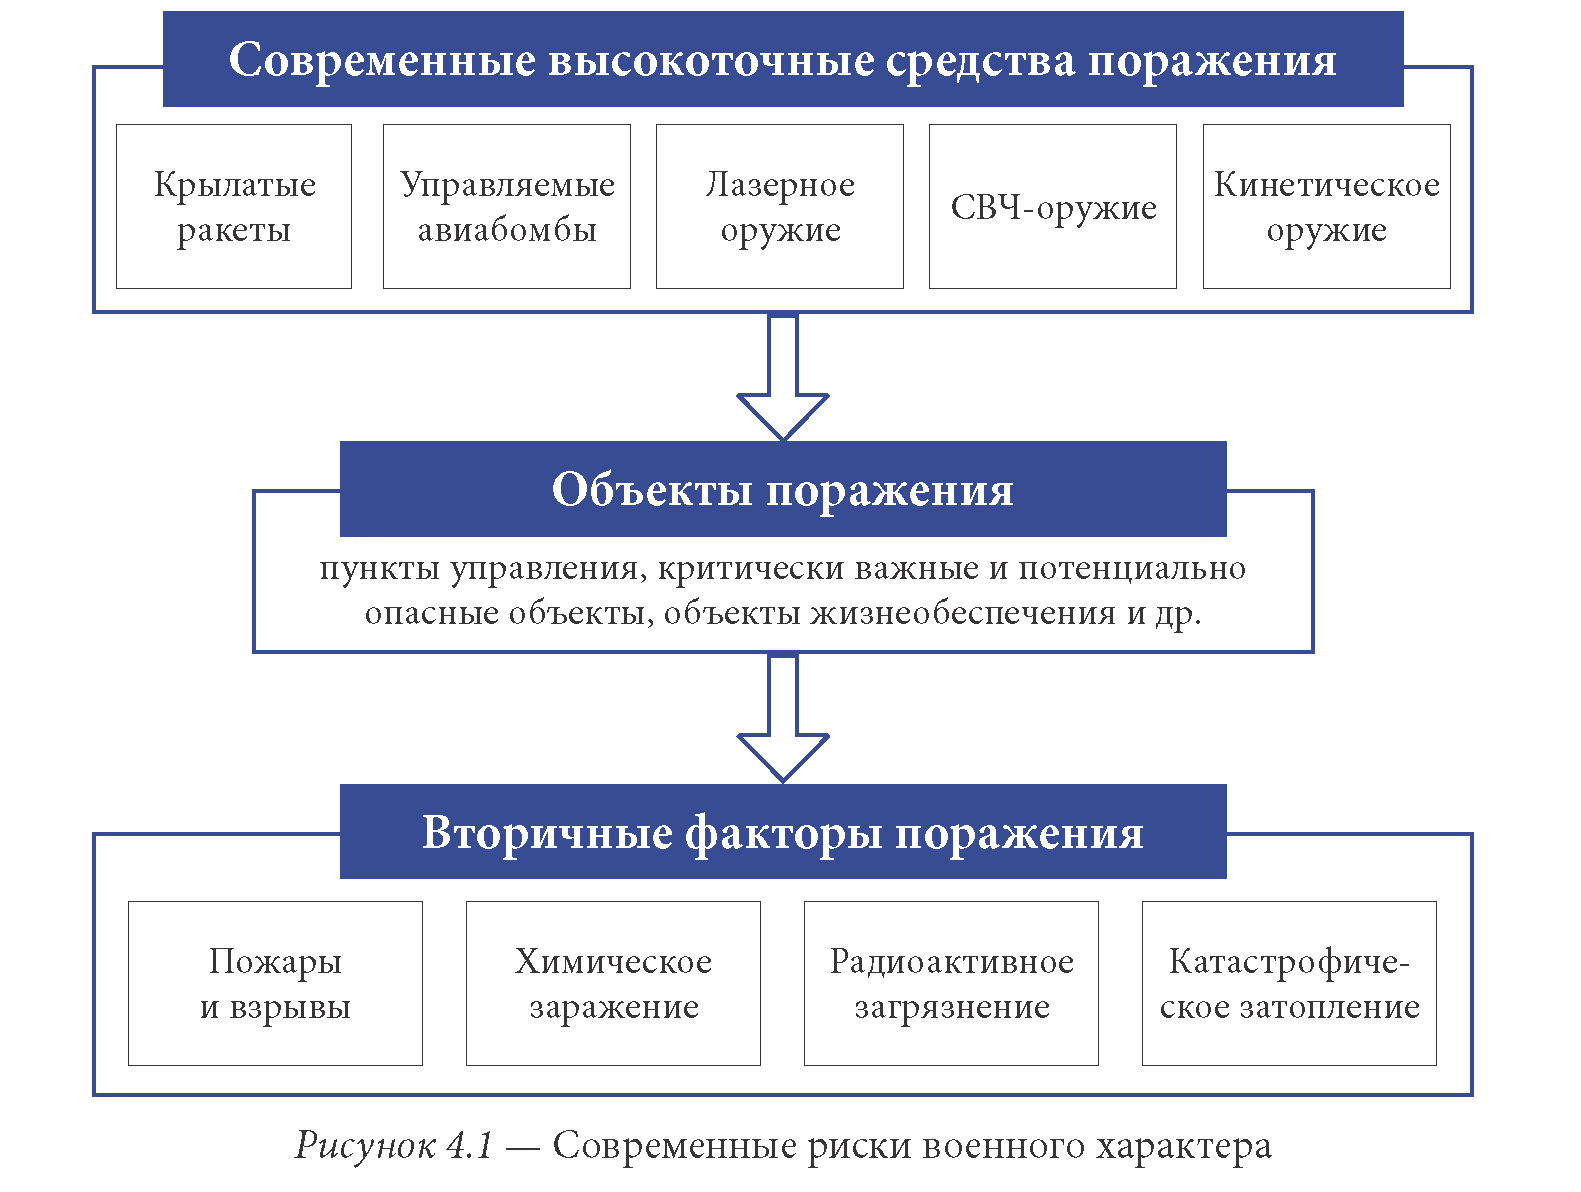 Современные высокоточные средства поражения
Крылатые
ракеты
Управляемые
авиабомбы
Лазерное
оружие
СВЧ-оружие
Кинетическое
оружие
Объекты поражения
пункты управления, критически важные и потенциально
опасные объекты, объекты жизнеобеспечения и др.
Вторичные факторы поражения
Пожары
и взрывы
Химическое
заражение
Радиоактивное
загрязнение
Катастрофиче-
ское затопление
Рисунок 4.1 — Современные риски военного характера